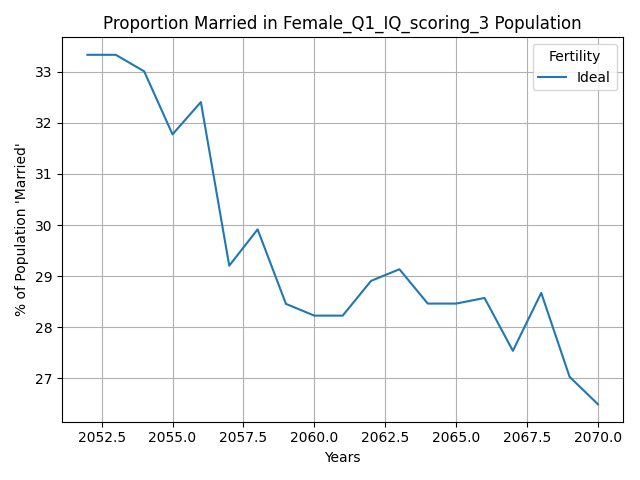 Proportion Married in Female_Q1_IQ_scoring_3 Population
Fertility
Ideal
% of Population 'Married'
33
32
31
30
29
28
27
2052.5 2055.0 2057.5 2060.0 2062.5 2065.0 2067.5 2070.0
Years